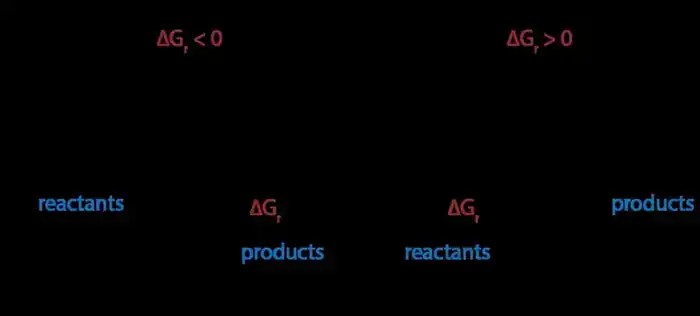 ΔGr < 0
ΔGr > 0
reactants
ΔGr
products
ΔGr
reactants
products